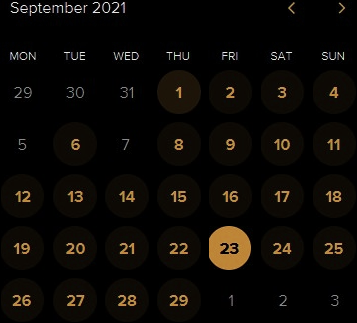 September 2021
MON TUE WED THU FRI SAT SUN
29 30 31 1 2 3 4
5 6 7 8 9 10 11
12 13 14 15 16 17 18
19 20 21 22 23 24 25
26 27 28 29 1 2 3